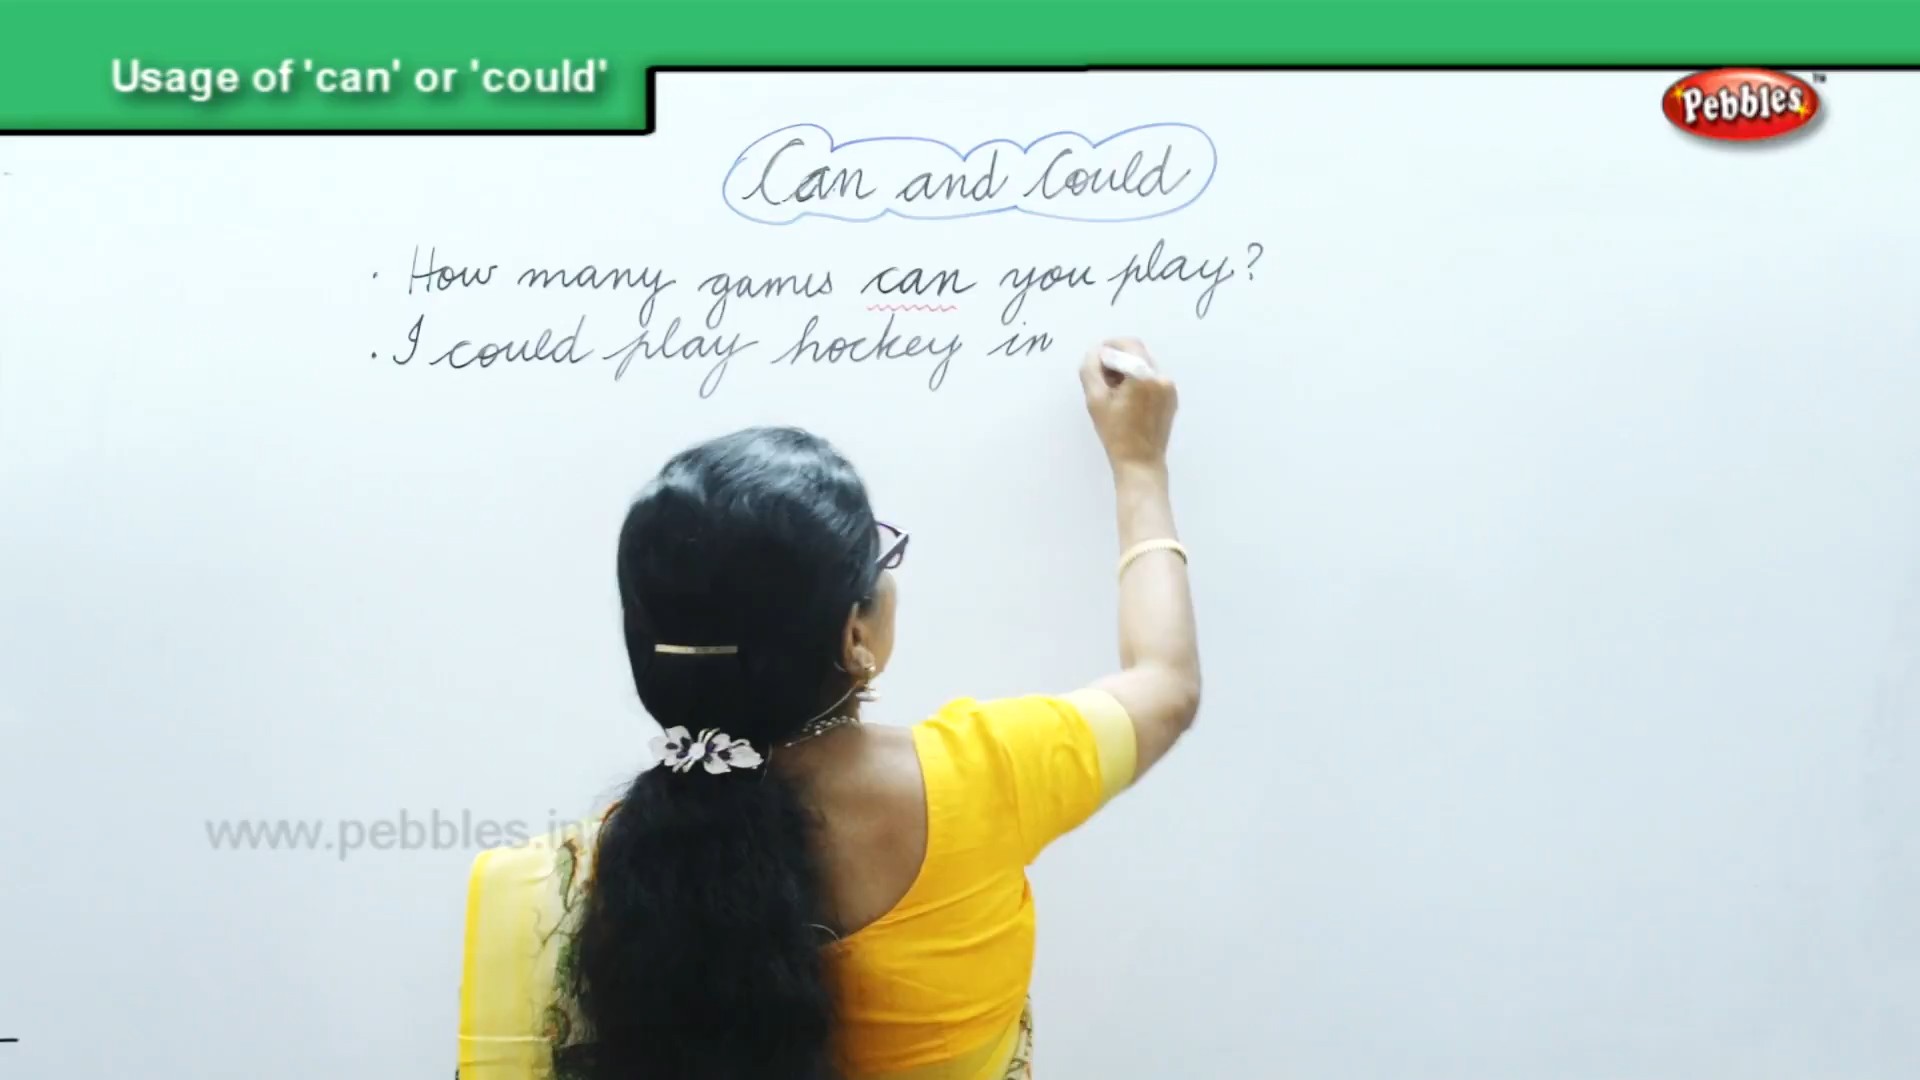 Usage of 'can' or 'could'
Pebbles™
Can and Could
· How many games can you play?
· I could play hockey in
www.pebbles.in